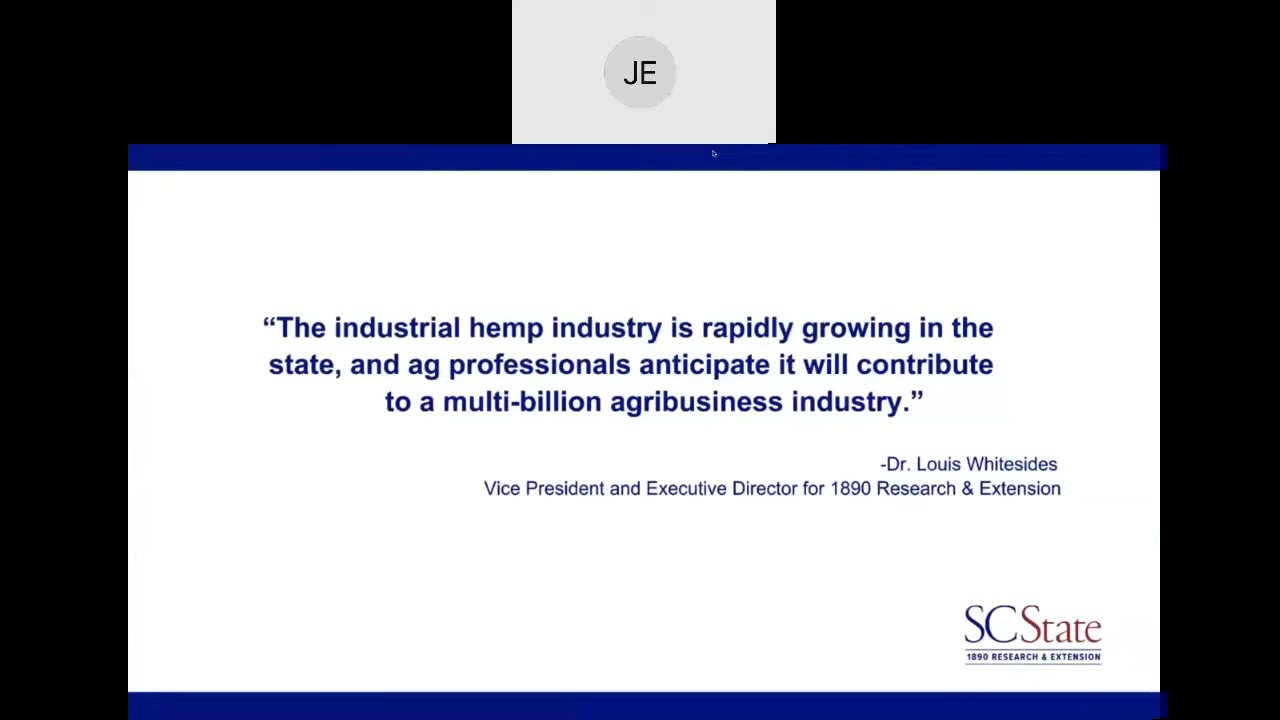 JE
“The industrial hemp industry is rapidly growing in the
state, and ag professionals anticipate it will contribute
to a multi-billion agribusiness industry.”
-Dr. Louis Whitesides
Vice President and Executive Director for 1890 Research & Extension
SC State
1890 RESEARCH & EXTENSION